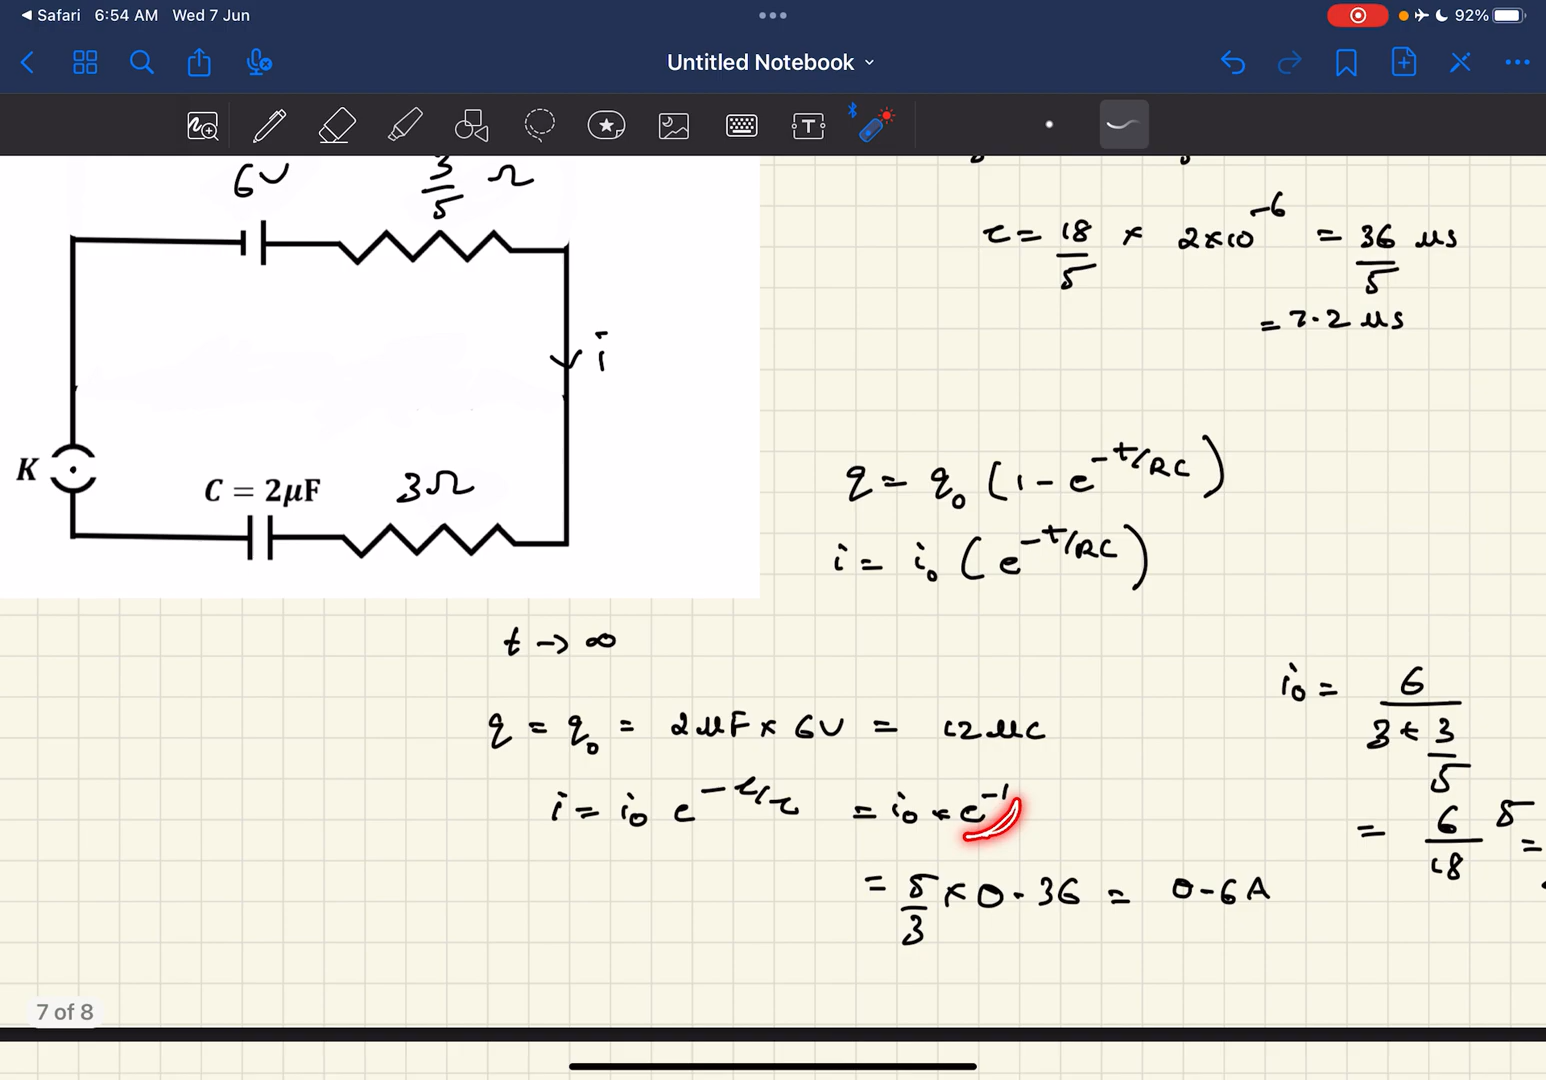 Safari 6:54 AM Wed 7 Jun
92%
Untitled Notebook
T
6V 3/5 Ω
τ = 18/5 × 2×10^-6 = 36/5 μs
= 7.2 μs
i
K
C = 2μF 3Ω
q = q₀ (1 - e^-t/RC)
i = i₀ (e^-t/RC)
t → ∞
q = q₀ = 2μF × 6V = 12μC
i = i₀ e^-τ/τ = i₀ × e^-1
= 5/3 × 0.36 = 0.6A
i₀ = 6/(3 + 3/5)
= 6/18 5 =
7 of 8